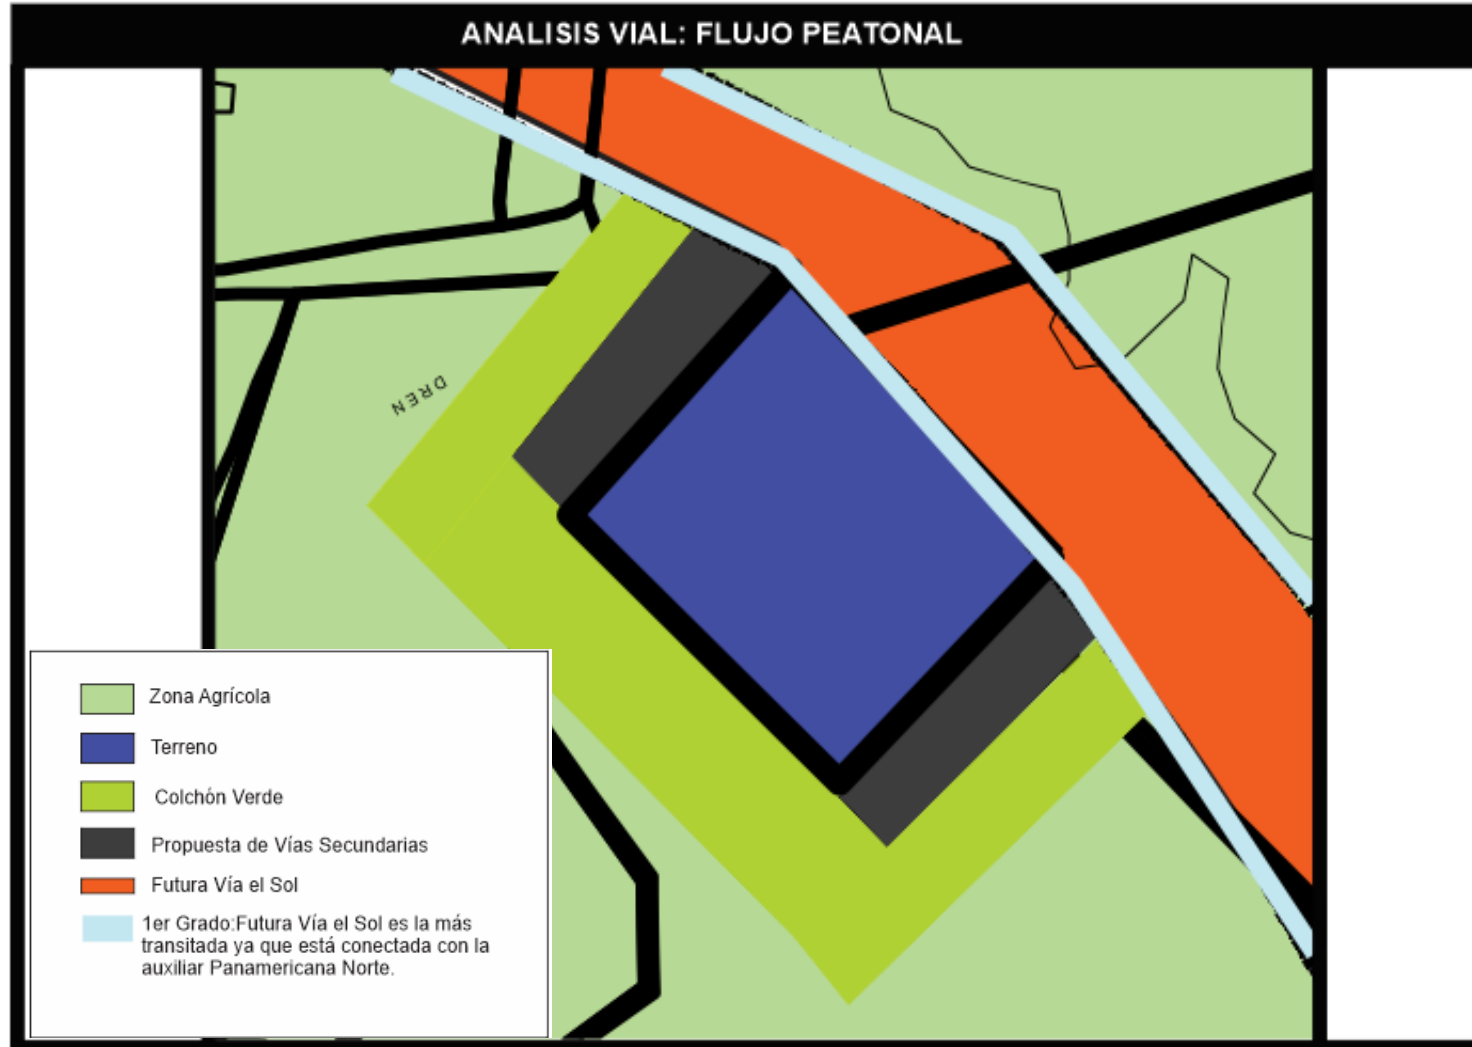 ANALISIS VIAL: FLUJO PEATONAL
DREN
Zona Agrícola
Terreno
Colchón Verde
Propuesta de Vías Secundarias
Futura Vía el Sol
1er Grado:Futura Vía el Sol es la más
transitada ya que está conectada con la
auxiliar Panamericana Norte.